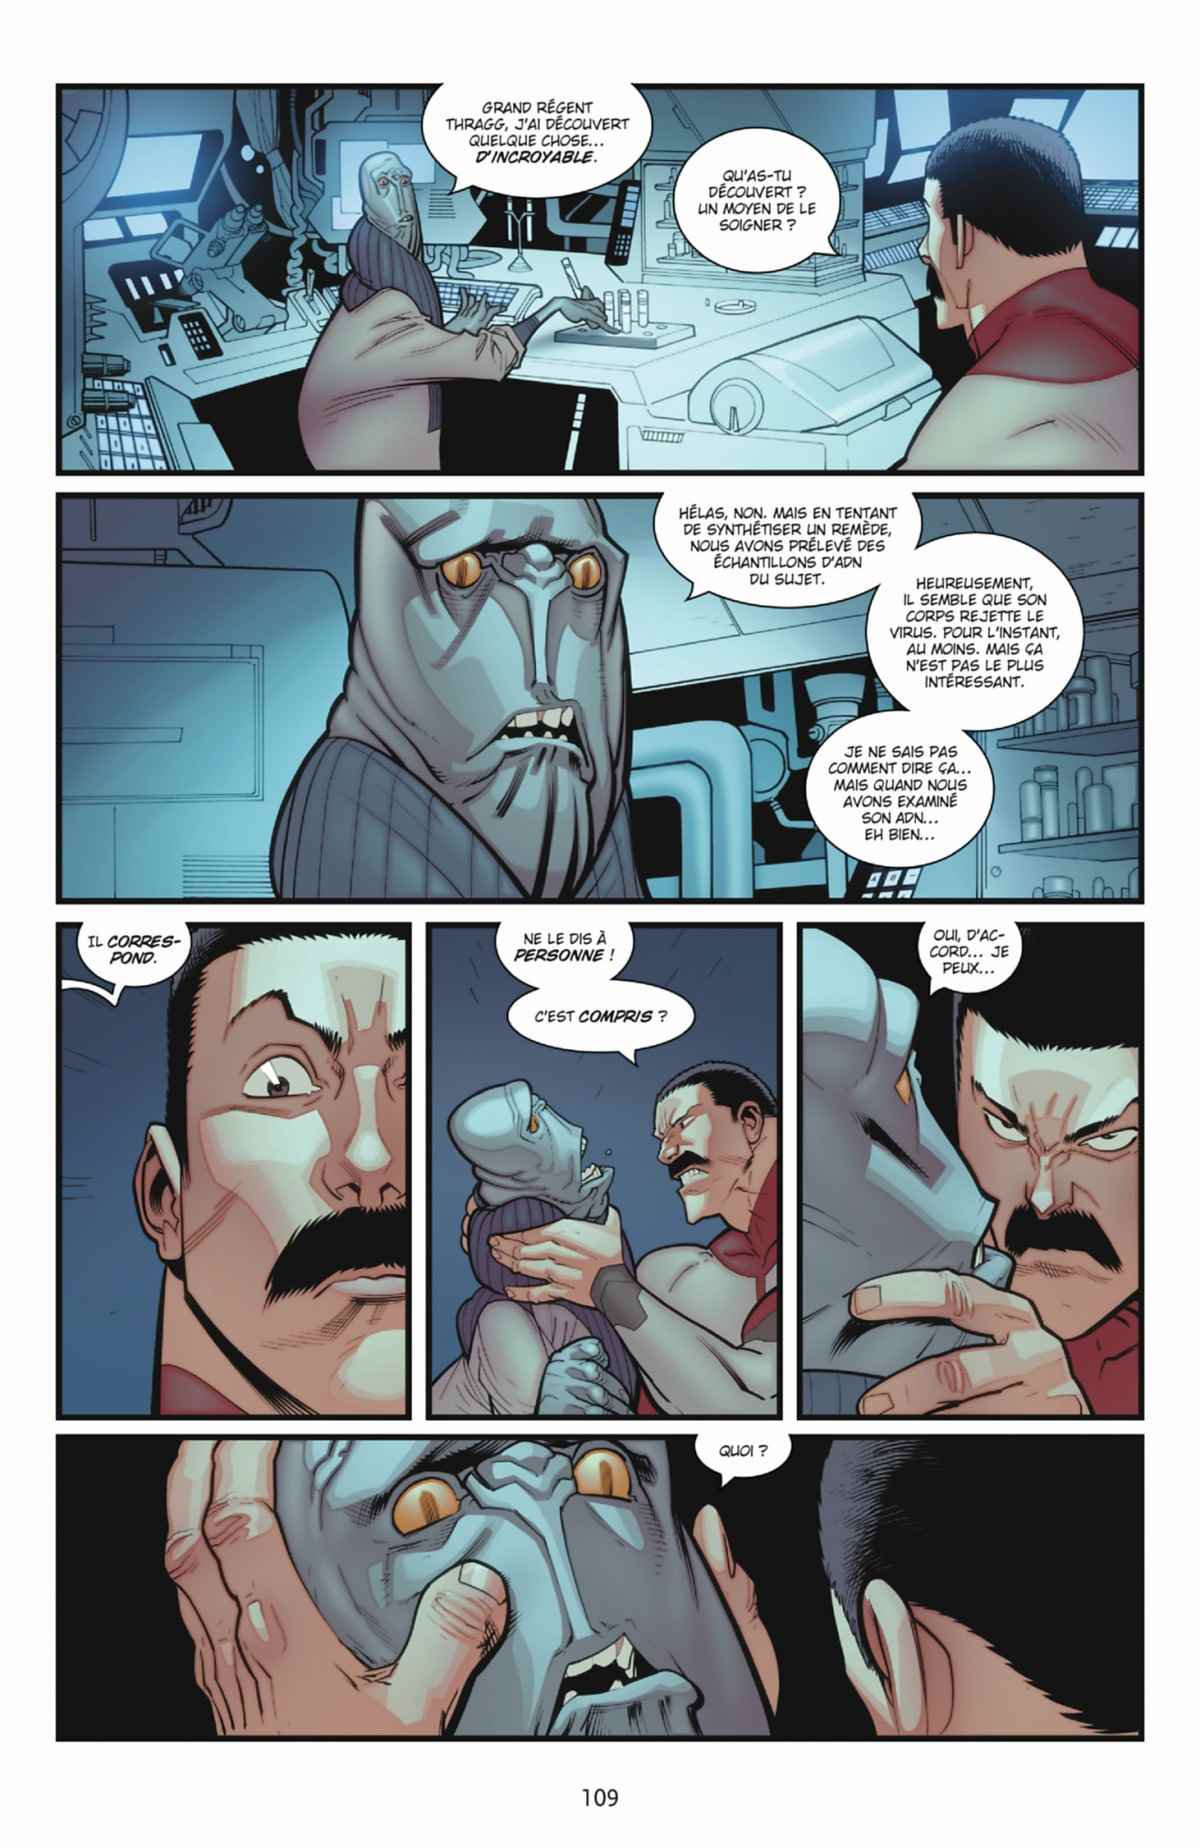 GRAND RÉGENT
THRAGG, J'AI DÉCOUVERT
QUELQUE CHOSE...
D'INCROYABLE.
QU'AS-TU
DÉCOUVERT ?
UN MOYEN DE LE
SOIGNER ?
HÉLAS, NON. MAIS EN TENTANT
DE SYNTHÉTISER UN REMÈDE,
NOUS AVONS PRÉLEVÉ DES
ÉCHANTILLONS D'ADN
DU SUJET.
HEUREUSEMENT,
IL SEMBLE QUE SON
CORPS REJETTE LE
VIRUS. POUR L'INSTANT,
AU MOINS. MAIS ÇA
N'EST PAS LE PLUS
INTÉRESSANT.
JE NE SAIS PAS
COMMENT DIRE ÇA...
MAIS QUAND NOUS
AVONS EXAMINÉ
SON ADN...
EH BIEN...
IL CORRES-
POND.
NE LE DIS À
PERSONNE !
C'EST COMPRIS ?
OUI, D'AC-
CORD... JE
PEUX...
QUOI ?
109